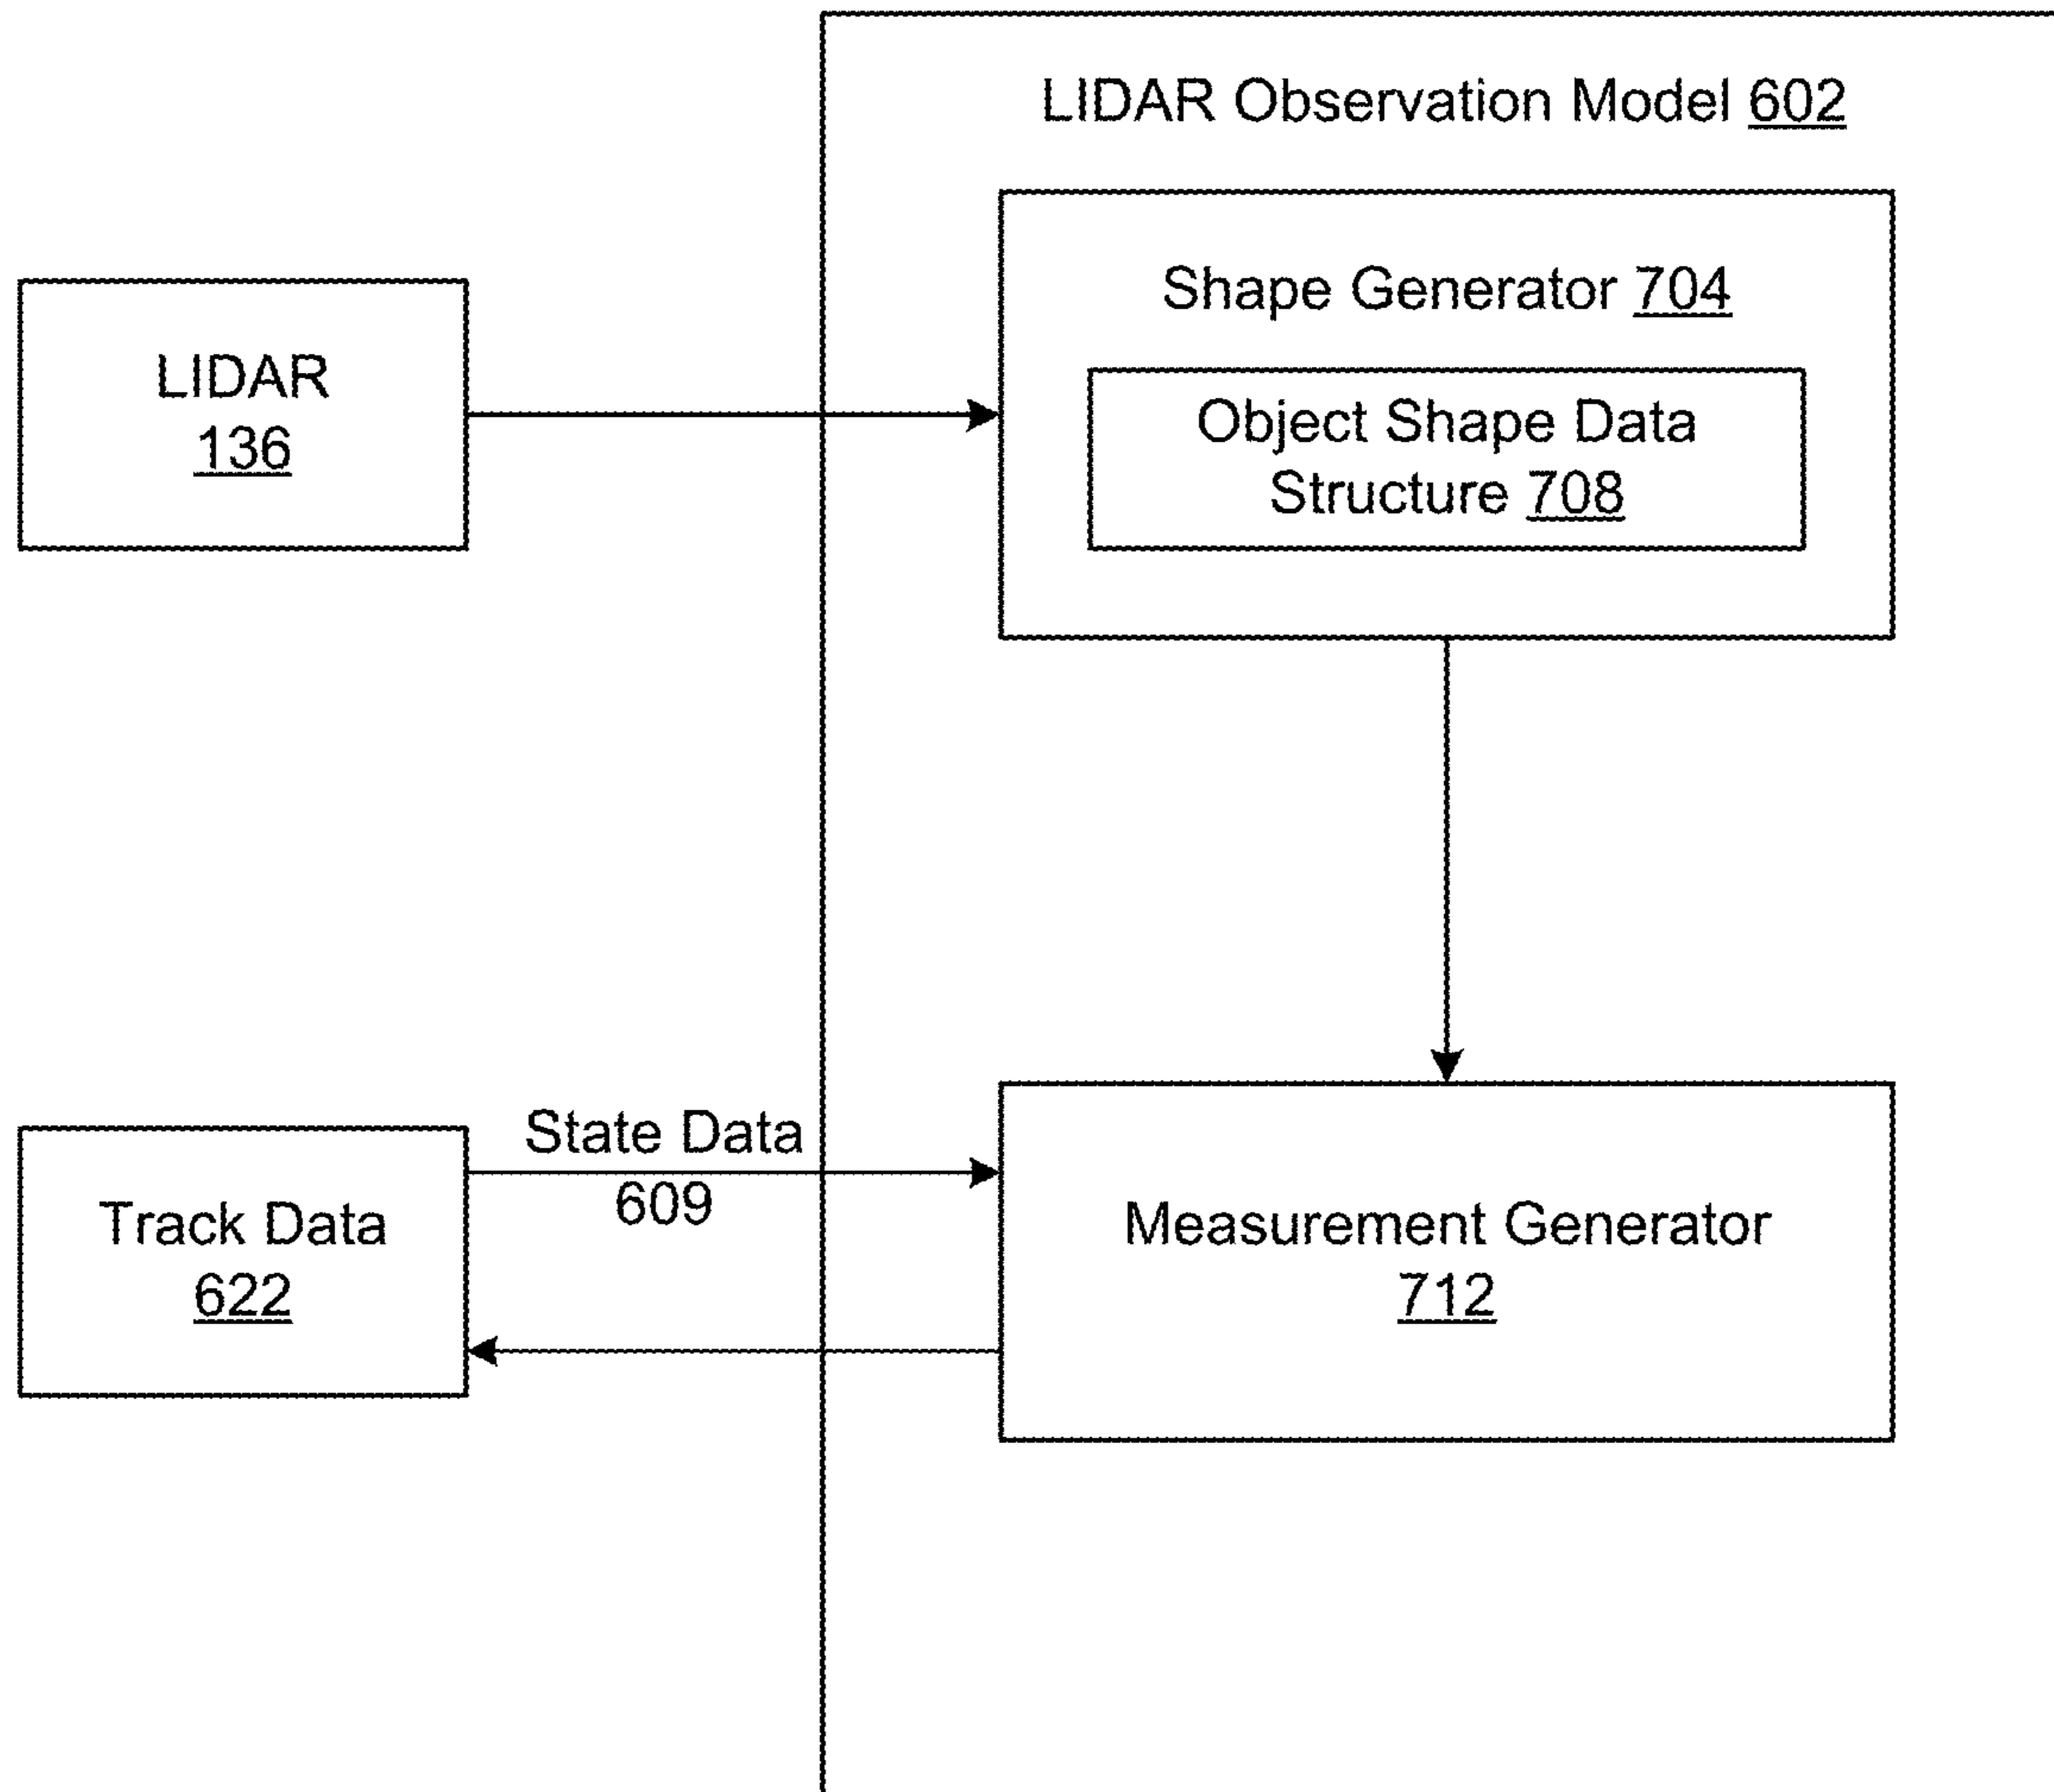 LIDAR Observation Model 602
Shape Generator 704
LIDAR
136
Object Shape Data
Structure 708
State Data
609
Track Data
622
Measurement Generator
712